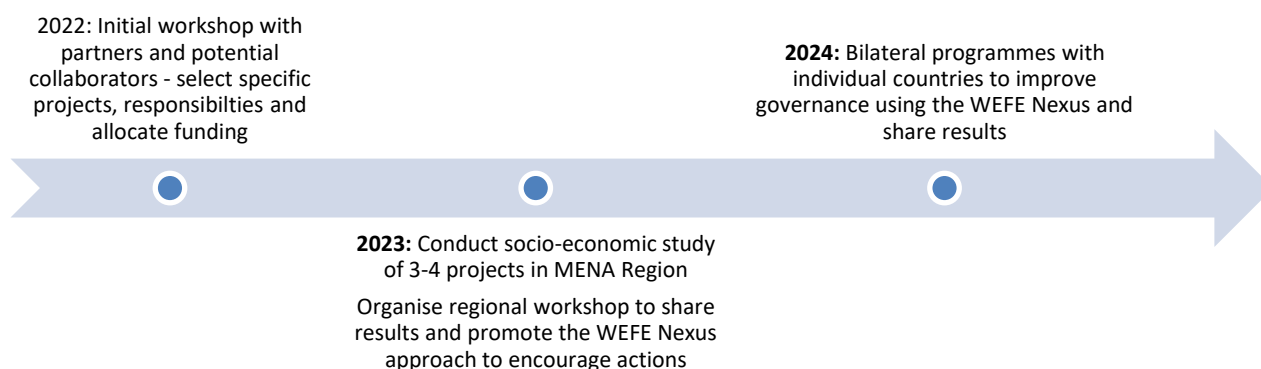 2022: Initial workshop with
partners and potential
collaborators - select specific
projects, responsibilties and
allocate funding
2023: Conduct socio-economic study
of 3-4 projects in MENA Region
Organise regional workshop to share
results and promote the WEFE Nexus
approach to encourage actions
2024: Bilateral programmes with
individual countries to improve
governance using the WEFE Nexus and
share results